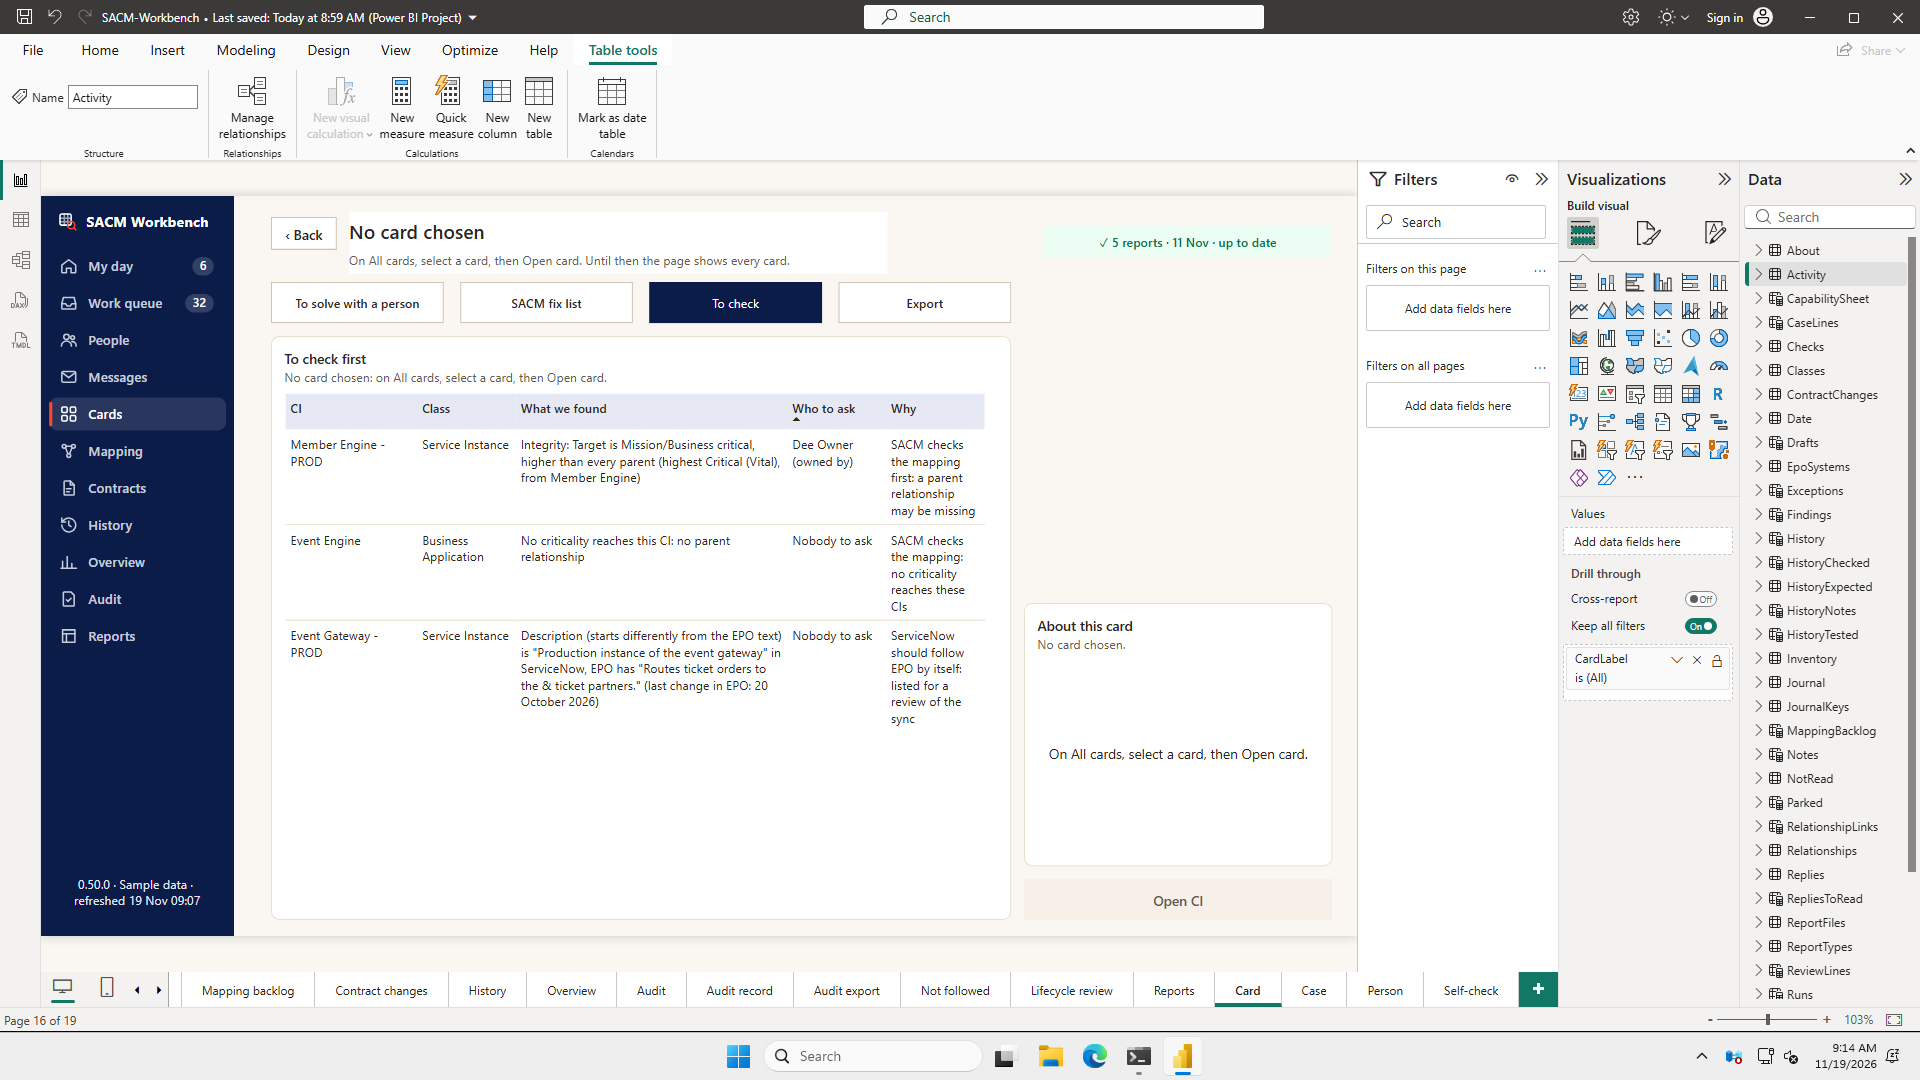 SACM-Workbench • Last saved: Today at 8:59 AM (Power BI Project)
Search
Sign in
File
Home
Insert
Modeling
Design
View
Optimize
Help
Table tools
Share
Name
Activity
Structure
Manage
relationships
Relationships
New visual
calculation
New
measure
Quick
measure
New
column
New
table
Calculations
Mark as date
table
Calendars
DAX
TMDL
SACM Workbench
My day
6
Work queue
32
People
Messages
Cards
Mapping
Contracts
History
Overview
Audit
Reports
0.50.0 · Sample data ·
refreshed 19 Nov 09:07
‹ Back
No card chosen
On All cards, select a card, then Open card. Until then the page shows every card.
✓ 5 reports · 11 Nov · up to date
To solve with a person
SACM fix list
To check
Export
To check first
No card chosen: on All cards, select a card, then Open card.
CI
Class
What we found
Who to ask
Why
Member Engine -
PROD
Service Instance
Integrity: Target is Mission/Business critical,
higher than every parent (highest Critical (Vital),
from Member Engine)
Dee Owner
(owned by)
SACM checks
the mapping
first: a parent
relationship
may be missing
Event Engine
Business
Application
No criticality reaches this CI: no parent
relationship
Nobody to ask
SACM checks
the mapping:
no criticality
reaches these
CIs
Event Gateway -
PROD
Service Instance
Description (starts differently from the EPO text)
is "Production instance of the event gateway" in
ServiceNow, EPO has "Routes ticket orders to
the & ticket partners." (last change in EPO: 20
October 2026)
Nobody to ask
ServiceNow
should follow
EPO by itself:
listed for a
review of the
sync
About this card
No card chosen.
On All cards, select a card, then Open card.
Open CI
Filters
Search
Filters on this page
...
Add data fields here
Filters on all pages
...
Add data fields here
Visualizations
Build visual
123
R
Py
...
Values
Add data fields here
Drill through
Cross-report
Off
Keep all filters
On
CardLabel
is (All)
Data
Search
About
Activity
CapabilitySheet
CaseLines
Checks
Classes
ContractChanges
Date
Drafts
EpoSystems
Exceptions
Findings
History
HistoryChecked
HistoryExpected
HistoryNotes
HistoryTested
Inventory
Journal
JournalKeys
MappingBacklog
Notes
NotRead
Parked
RelationshipLinks
Relationships
Replies
RepliesToRead
ReportFiles
ReportTypes
ReviewLines
Runs
Mapping backlog
Contract changes
History
Overview
Audit
Audit record
Audit export
Not followed
Lifecycle review
Reports
Card
Case
Person
Self-check
+
Page 16 of 19
-
+
103%
Search
9:14 AM
11/19/2026